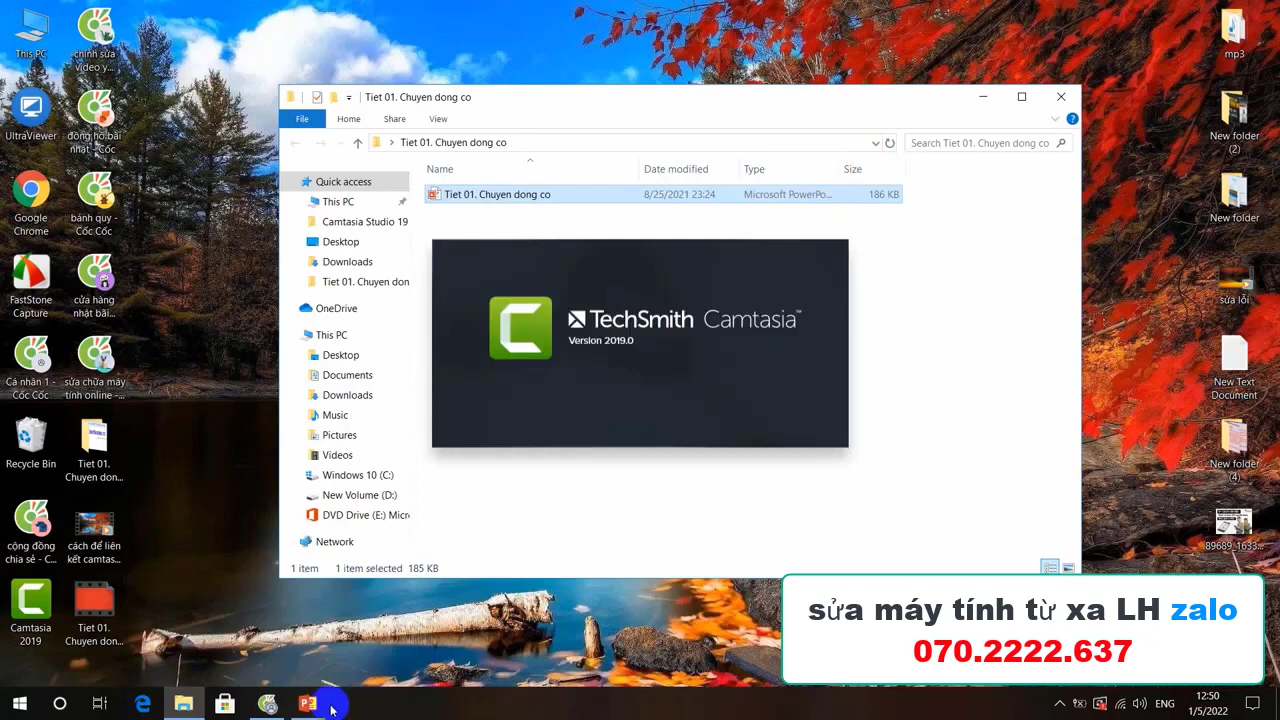 This PC
chỉnh sửa
video y...
UltraViewer
đồng hồ bãi
nhật - Cốc
Google
Chrome
bánh quy -
Cốc Cốc
FastStone
Capture
cửa hàng
nhật bãi...
Cá nhân 1 -
Cốc Cốc
sửa chữa máy
tính online -...
Recycle Bin
Tiet 01.
Chuyen don...
cộng đồng
chia sẻ - C...
cách để liên
kết camtas...
Camtasia
2019
Tiet 01.
Chuyen don...
Tiet 01. Chuyen dong co
File
Home
Share
View
Tiet 01. Chuyen dong co
Search Tiet 01. Chuyen dong co
Name
Date modified
Type
Size
Tiet 01. Chuyen dong co
8/25/2021 23:24
Microsoft PowerPo...
186 KB
Quick access
This PC
Camtasia Studio 19
Desktop
Downloads
Tiet 01. Chuyen don
OneDrive
This PC
Desktop
Documents
Downloads
Music
Pictures
Videos
Windows 10 (C:)
New Volume (D:)
DVD Drive (E:) Micr
Network
TechSmith Camtasia™
Version 2019.0
1 item
1 item selected
185 KB
mp3
New folder
(2)
New folder
sửa lỗi
New Text
Document
New folder
(4)
89689_1633...
sửa máy tính từ xa LH zalo
070.2222.637
ENG
12:50
1/5/2022